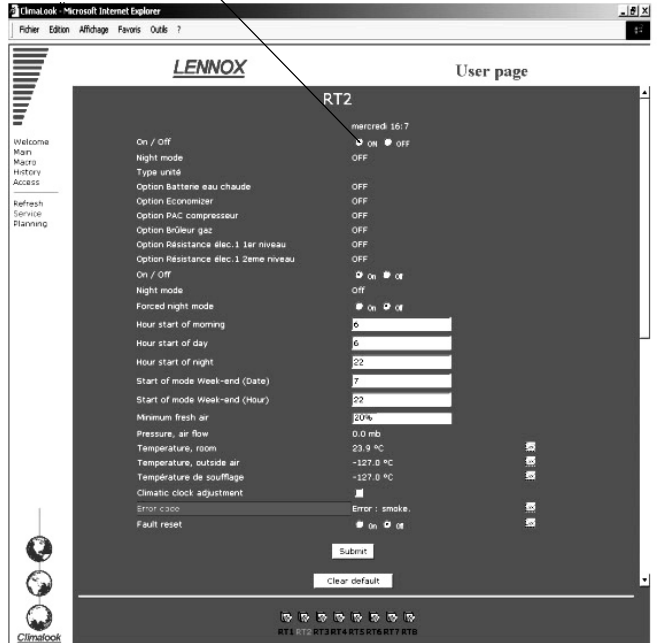 ClimaLook - Microsoft Internet Explorer
Fichier Edition Affichage Favoris Outils ?
LENNOX User page
RT2
mercredi 16:7
Welcome
Main
Macro
History
Access
Refresh
Service
Planning
On / Off ON OFF
Night mode OFF
Type unité
Option Batterie eau chaude OFF
Option Economizer OFF
Option PAC compresseur OFF
Option Brûleur gaz OFF
Option Résistance élec.1 1er niveau OFF
Option Résistance élec.1 2eme niveau OFF
On / Off On Off
Night mode Off
Forced night mode On Off
Hour start of morning 6
Hour start of day 6
Hour start of night 22
Start of mode Week-end (Date) 7
Start of mode Week-end (Hour) 22
Minimum fresh air 20%
Pressure, air flow 0.0 mb
Temperature, room 23.9 ºC
Temperature, outside air -127.0 ºC
Température de soufflage -127.0 ºC
Climatic clock adjustment
Error code Error : smoke.
Fault reset On Off
Submit
Clear default
RT1 RT2 RT3 RT4 RT5 RT6 RT7 RT8
Climalook